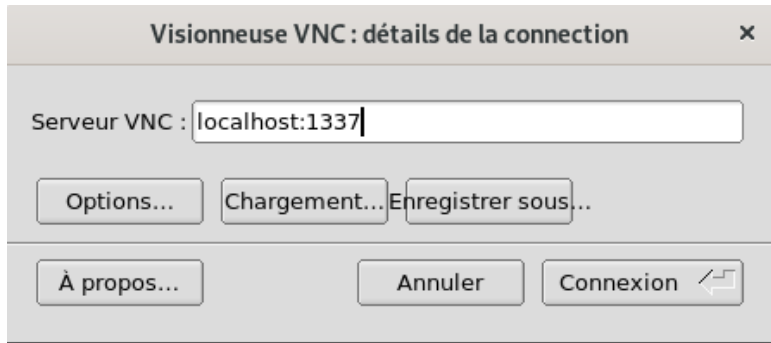 Visionneuse VNC : détails de la connection ×
Serveur VNC : localhost:1337
Options... Chargement... Enregistrer sous...
À propos... Annuler Connexion